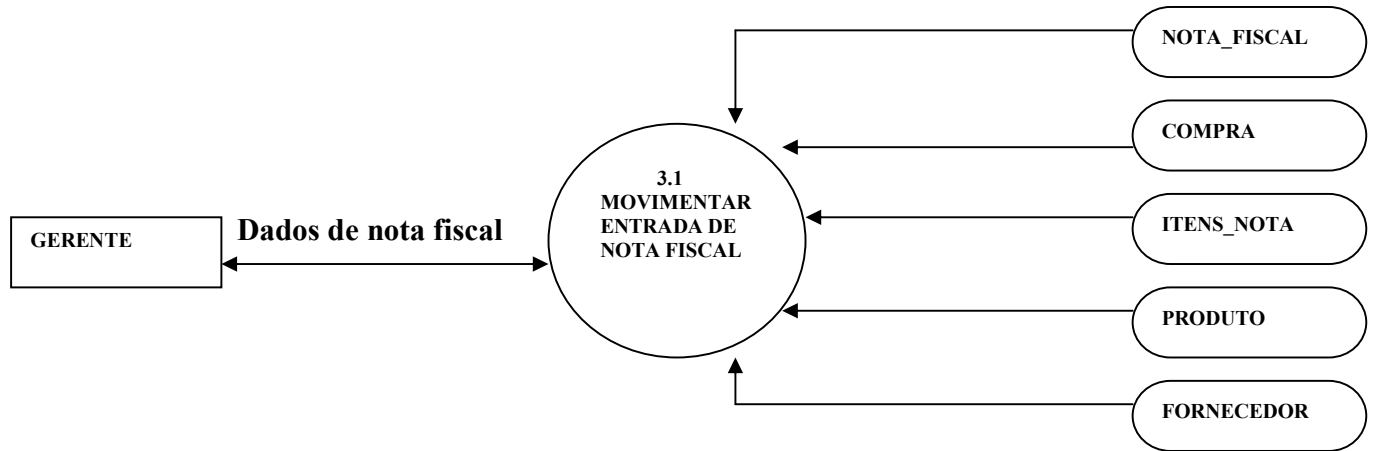 GERENTE
Dados de nota fiscal
3.1
MOVIMENTAR
ENTRADA DE
NOTA FISCAL
NOTA_FISCAL
COMPRA
ITENS_NOTA
PRODUTO
FORNECEDOR